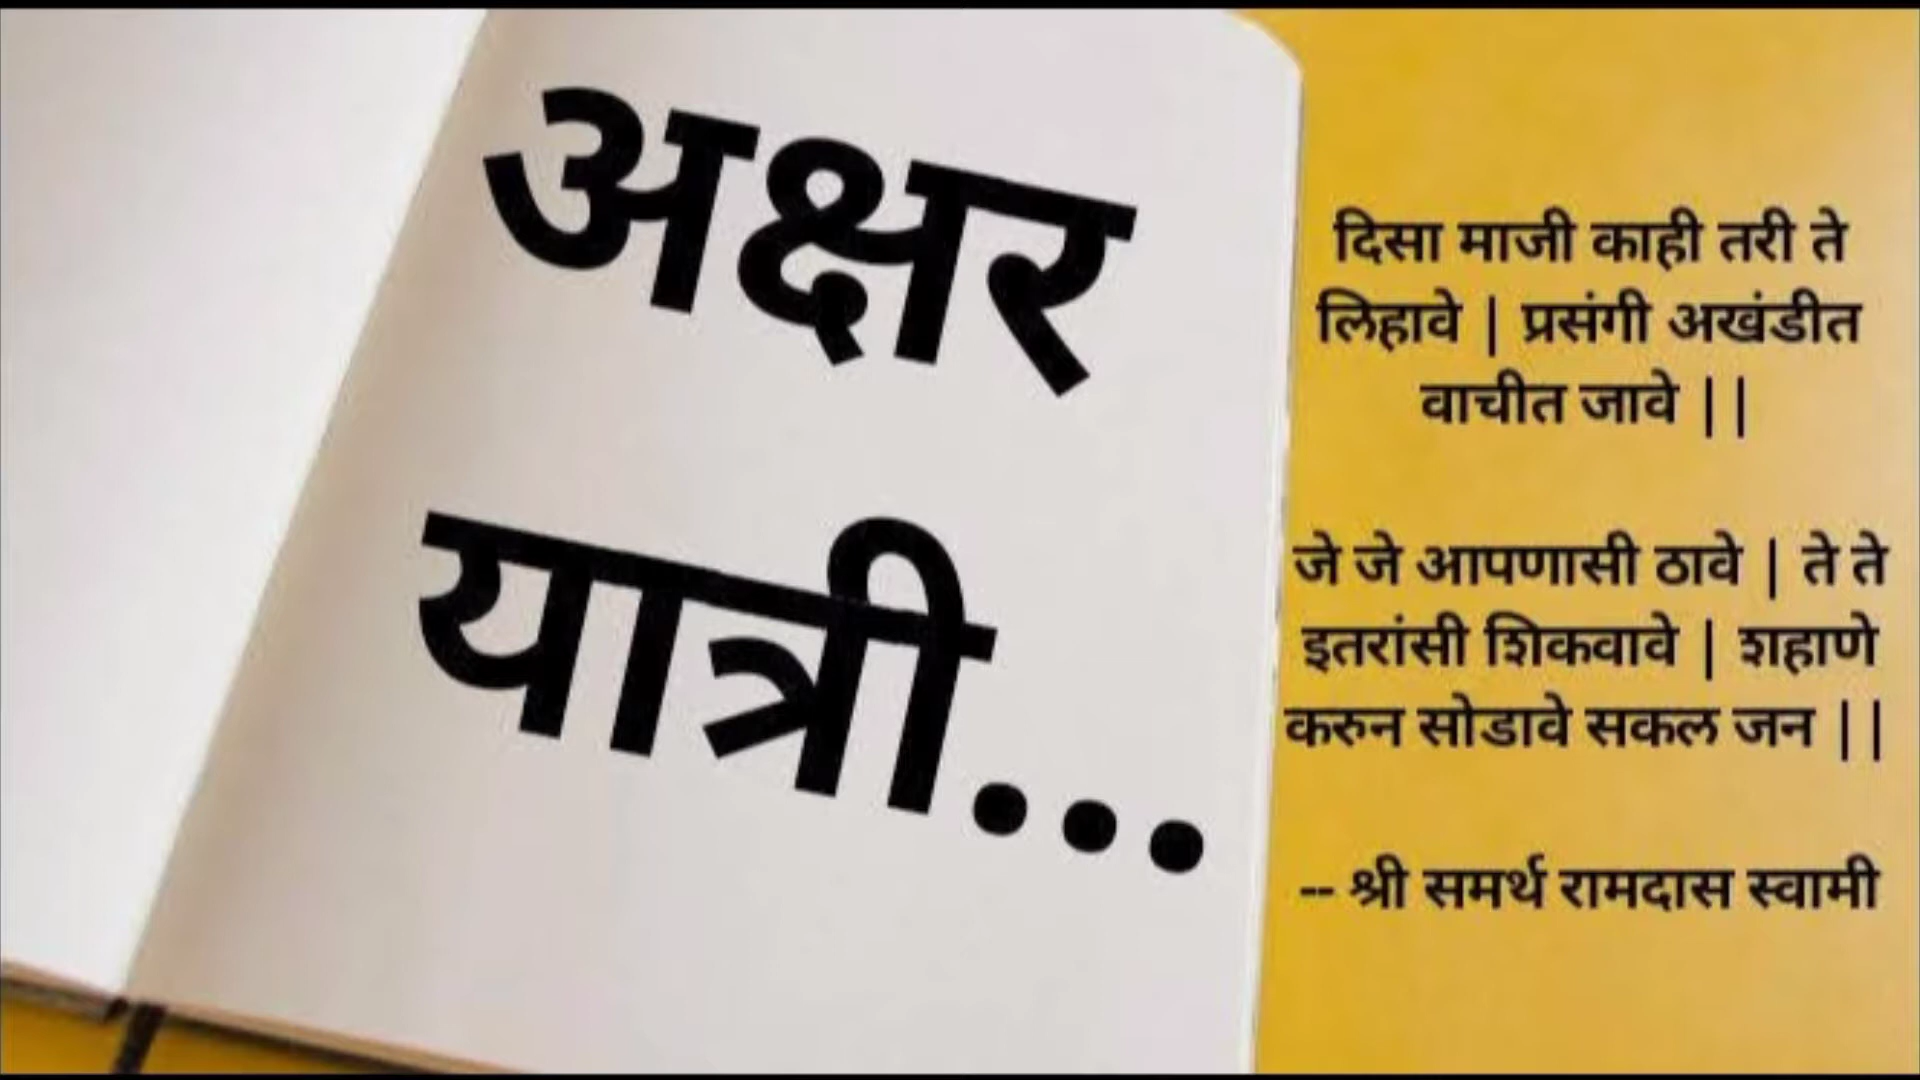 अक्षर
यात्री...
दिसा माजी काही तरी ते
लिहावे | प्रसंगी अखंडीत
वाचीत जावे ||
जे जे आपणासी ठावे | ते ते
इतरांसी शिकवावे | शहाणे
करुन सोडावे सकल जन ||
-- श्री समर्थ रामदास स्वामी